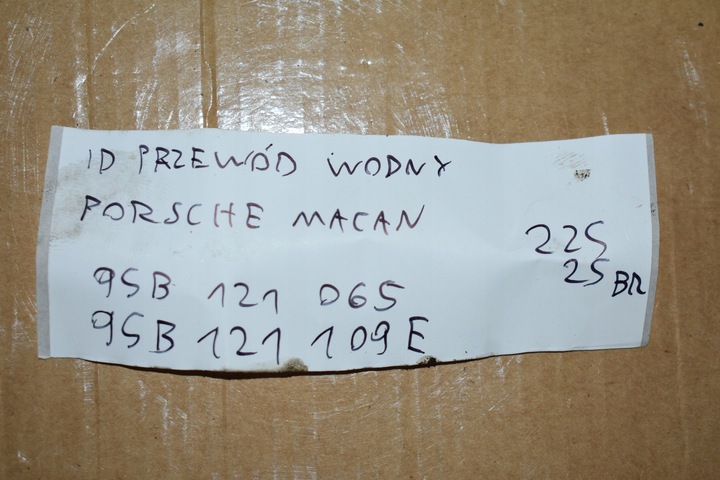 ID PRZEWÓD WODNY
PORSCHE MACAN
95B 121 065
95B 121 109 E
225
25 BR